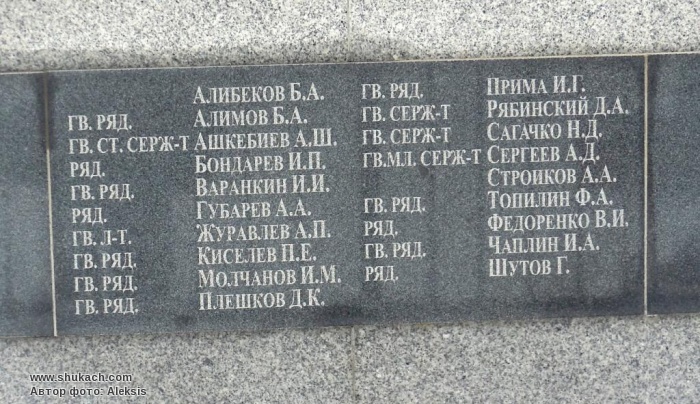 АЛИБЕКОВ Б.А.
ГВ. РЯД. АЛИМОВ Б.А.
ГВ. СТ. СЕРЖ-Т АШКЕБИЕВ А.Ш.
РЯД. БОНДАРЕВ И.П.
ГВ. РЯД. ВАРАНКИН И.И.
РЯД. ГУБАРЕВ А.А.
ГВ. Л-Т. ЖУРАВЛЕВ А.П.
ГВ. РЯД. КИСЕЛЕВ П.Е.
ГВ. РЯД. МОЛЧАНОВ И.М.
ГВ. РЯД. ПЛЕШКОВ Д.К.
ГВ. РЯД. ПРИМА И.Г.
ГВ. СЕРЖ-Т РЯБИНСКИЙ Д.А.
ГВ. СЕРЖ-Т САГАЧКО Н.Д.
ГВ.МЛ. СЕРЖ-Т СЕРГЕЕВ А.Д.
СТРОИКОВ А.А.
ГВ. РЯД. ТОПИЛИН Ф.А.
РЯД. ФЕДОРЕНКО В.И.
ГВ. РЯД. ЧАПЛИН И.А.
РЯД. ШУТОВ Г.
www.shukach.com
Автор фото: Aleksis